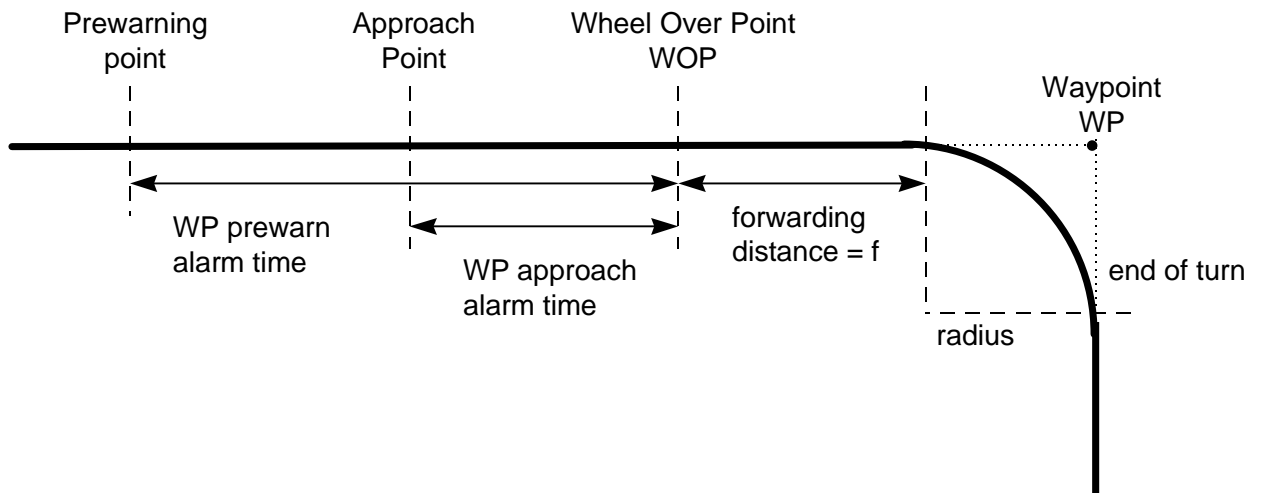 Prewarning
point
Approach
Point
Wheel Over Point
WOP
Waypoint
WP
WP prewarn
alarm time
WP approach
alarm time
forwarding
distance = f
end of turn
radius